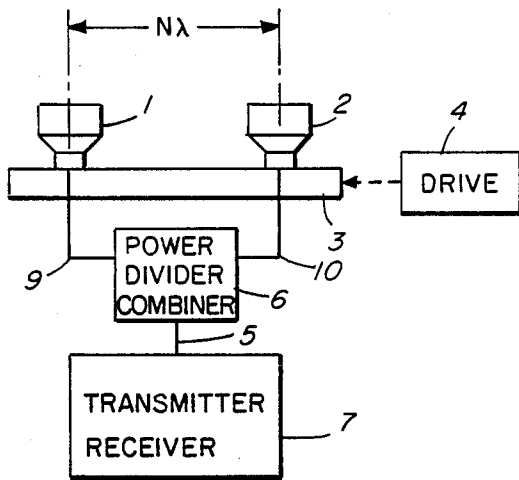 Nλ
1
2
4
DRIVE
3
POWER
DIVIDER
COMBINER
9
10
6
5
TRANSMITTER
RECEIVER
7